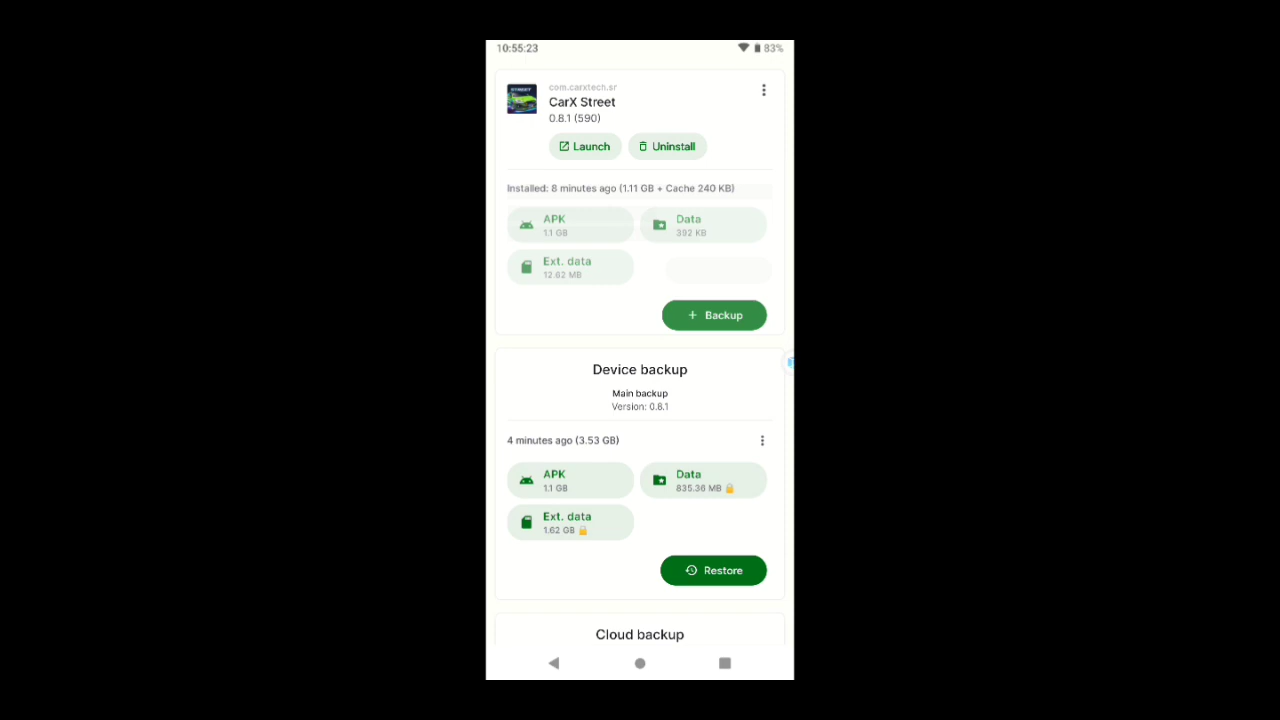 10:55:23
83%
com.carxtech.sr
CarX Street
0.8.1 (590)
Launch
Uninstall
Installed: 8 minutes ago (1.11 GB + Cache 240 KB)
APK
1.1 GB
Data
392 KB
Ext. data
12.62 MB
+ Backup
Device backup
Main backup
Version: 0.8.1
4 minutes ago (3.53 GB)
APK
1.1 GB
Data
835.36 MB
Ext. data
1.62 GB
Restore
Cloud backup